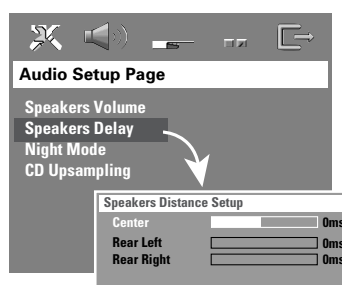 Audio Setup Page
Speakers Volume
Speakers Delay
Night Mode
CD Upsampling
Speakers Distance Setup
Center 0ms
Rear Left 0ms
Rear Right 0ms